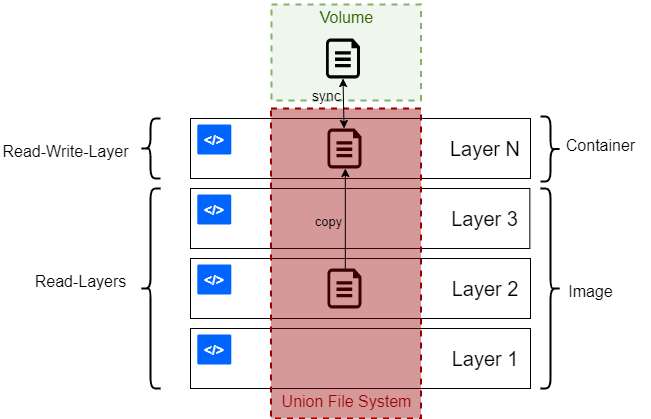 Volume
sync
</>
Read-Write-Layer
Layer N
Container
</>
Layer 3
copy
</>
Read-Layers
Layer 2
Image
</>
Layer 1
Union File System